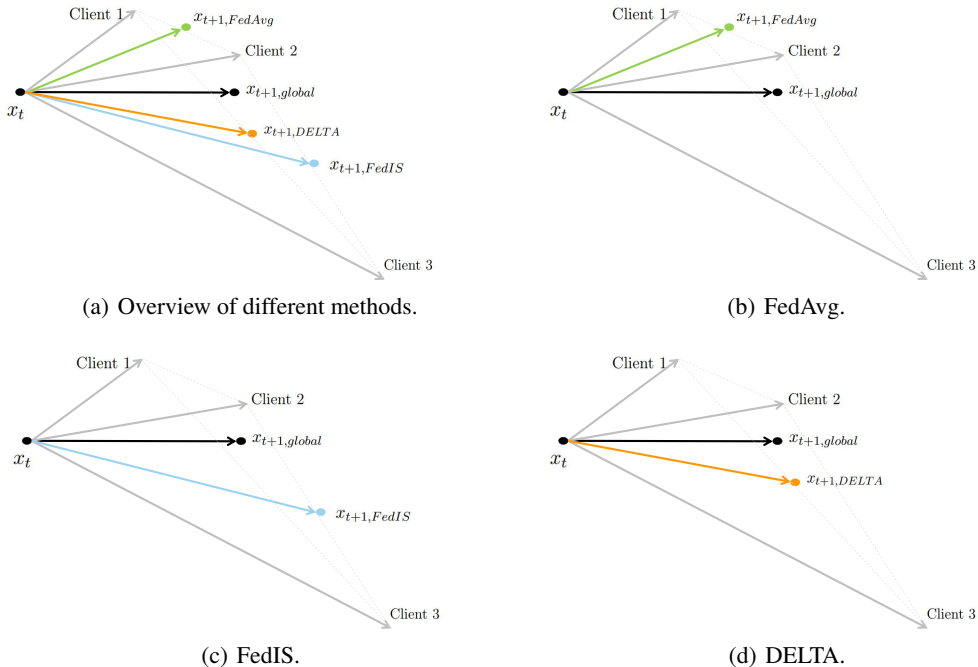 Client 1
x_{t+1,FedAvg}
Client 2
x_{t+1,global}
x_t
x_{t+1,DELTA}
x_{t+1,FedIS}
Client 3
(a) Overview of different methods.
Client 1
x_{t+1,FedAvg}
Client 2
x_{t+1,global}
x_t
Client 3
(b) FedAvg.
Client 1
Client 2
x_{t+1,global}
x_t
x_{t+1,FedIS}
Client 3
(c) FedIS.
Client 1
Client 2
x_{t+1,global}
x_t
x_{t+1,DELTA}
Client 3
(d) DELTA.